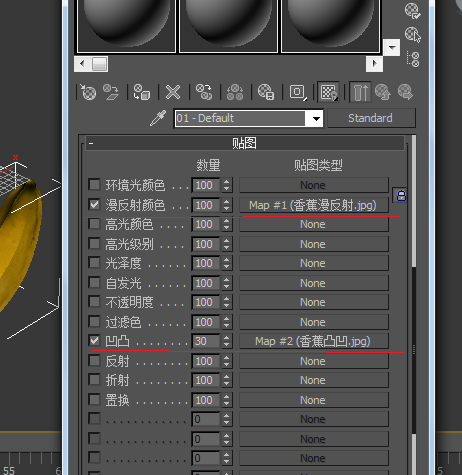 01 - Default
Standard
- 贴图
数量 贴图类型
环境光颜色 . . . 100 None
漫反射颜色 . . . 100 Map #1 (香蕉漫反射.jpg)
高光颜色 . . . . . 100 None
高光级别 . . . . . 100 None
光泽度 . . . . . . 100 None
自发光 . . . . . . 100 None
不透明度 . . . . . 100 None
过滤色 . . . . . . 100 None
凹凸 . . . . . . . . 30 Map #2 (香蕉凸凹.jpg)
反射 . . . . . . . . 100 None
折射 . . . . . . . . 100 None
置换 . . . . . . . . 100 None
. . . . . . . . . . . . 0 None
. . . . . . . . . . . . 0 None
. . . . . . . . . . . . 0 None
55